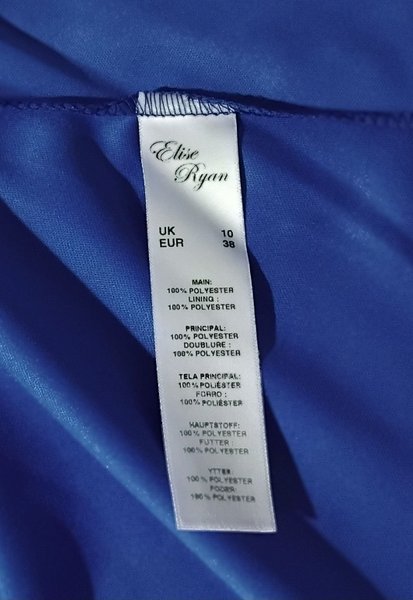 Elise
Ryan
UK 10
EUR 38
MAIN:
100% POLYESTER
LINING :
100% POLYESTER
PRINCIPAL:
100% POLYESTER
DOUBLURE :
100% POLYESTER
TELA PRINCIPAL:
100% POLIÉSTER
FORRO :
100% POLIÉSTER
HAUPTSTOFF:
100% POLYESTER
FUTTER :
100% POLYESTER
YTTER:
100% POLYESTER
FODER:
100% POLYESTER